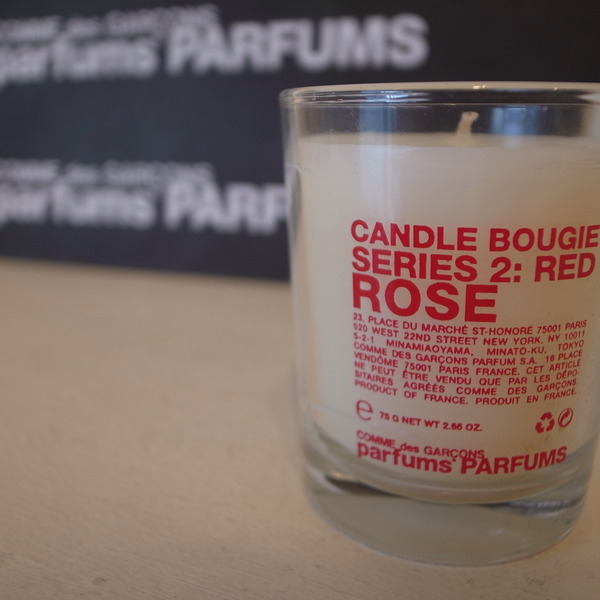 COMME des GARÇONS
parfums PARFUMS
COMME des GARÇONS
parfums PARF
CANDLE BOUGIE
SERIES 2: RED
ROSE
23, PLACE DU MARCHÉ ST-HONORÉ 75001 PARIS
520 WEST 22ND STREET NEW YORK. NY 10011
5-2-1 MINAMIAOYAMA, MINATO-KU, TOKYO
COMME DES GARÇONS PARFUM S.A. 16 PLACE
VENDÔME 75001 PARIS FRANCE. CET ARTICLE
NE PEUT ÊTRE VENDU QUE PAR LES DÉPO-
SITAIRES AGRÉÉS COMME DES GARÇONS.
PRODUCT OF FRANCE. PRODUIT EN FRANCE.
e 75 G NET WT 2.65 OZ.
COMME des GARÇONS
parfums PARFUMS